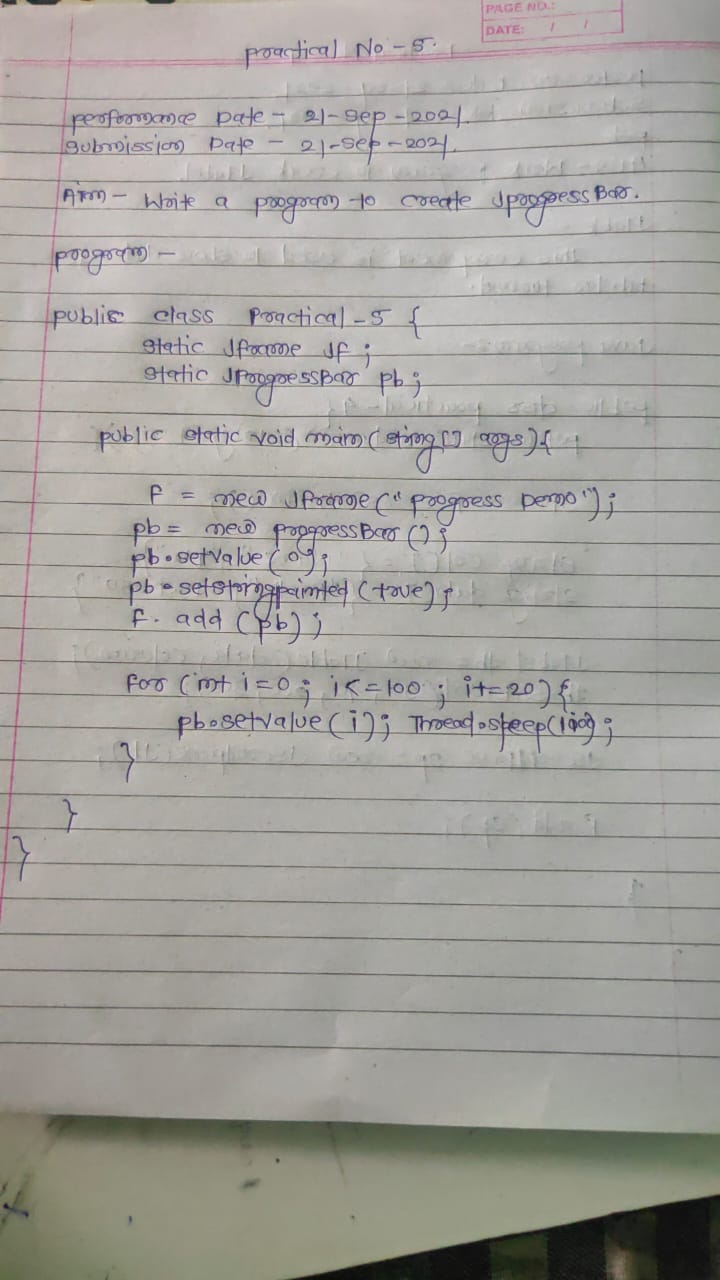 PAGE NO.:
DATE: / /
practical No - 5.
performance Date - 21-Sep-2021.
Submission Date - 21-Sep-2021.
Aim - Write a program to create JprogressBar.
program -
public class Practical-5 {
static Jframe Jf ;
static JProgressBar pb ;
public static void main (string [] args) {
f = new Jframe (" progress Demo ") ;
pb = new progressBar () ;
pb.setvalue (0) ;
pb.setstringpainted (true) ;
f. add (pb) ;
for (int i=0 ; i<=100 ; i+=20) {
pb.setvalue (i) ; Thread.sleep(100) ;
}
}
}